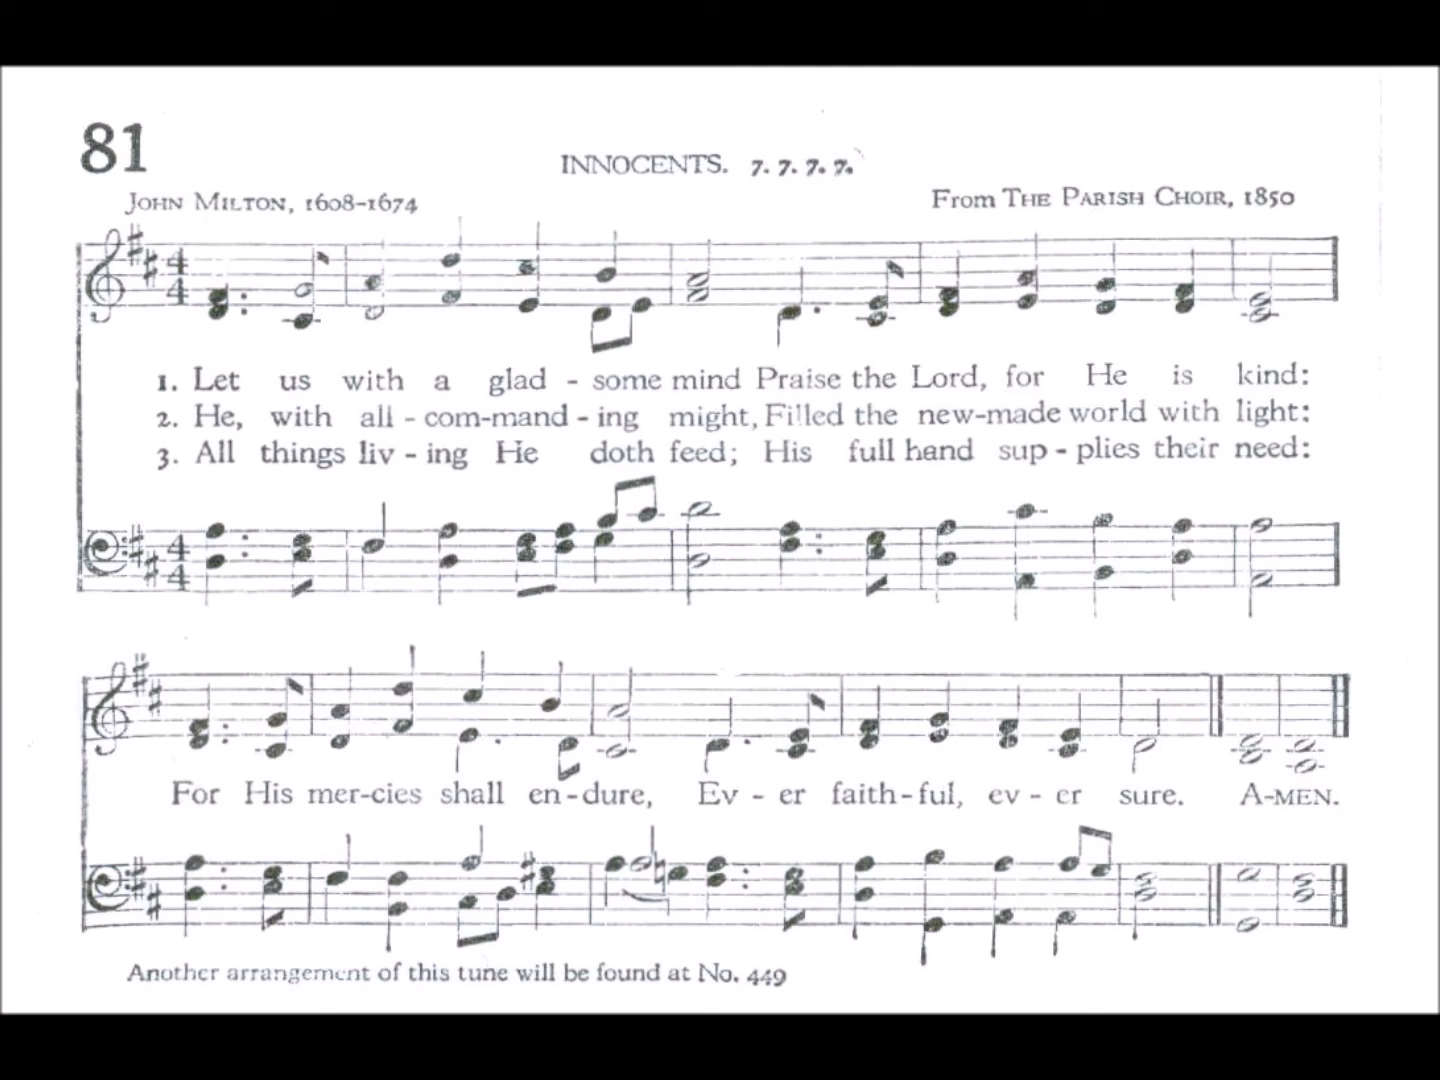 81
INNOCENTS. 7. 7. 7. 7.
JOHN MILTON, 1608-1674
From THE PARISH CHOIR, 1850
4 4
1. Let us with a glad - some mind Praise the Lord, for He is kind:
2. He, with all - com-mand - ing might, Filled the new-made world with light:
3. All things liv - ing He doth feed; His full hand sup - plies their need:
4 4
For His mer-cies shall en-dure, Ev - er faith-ful, ev - er sure. A-MEN.
Another arrangement of this tune will be found at No. 449